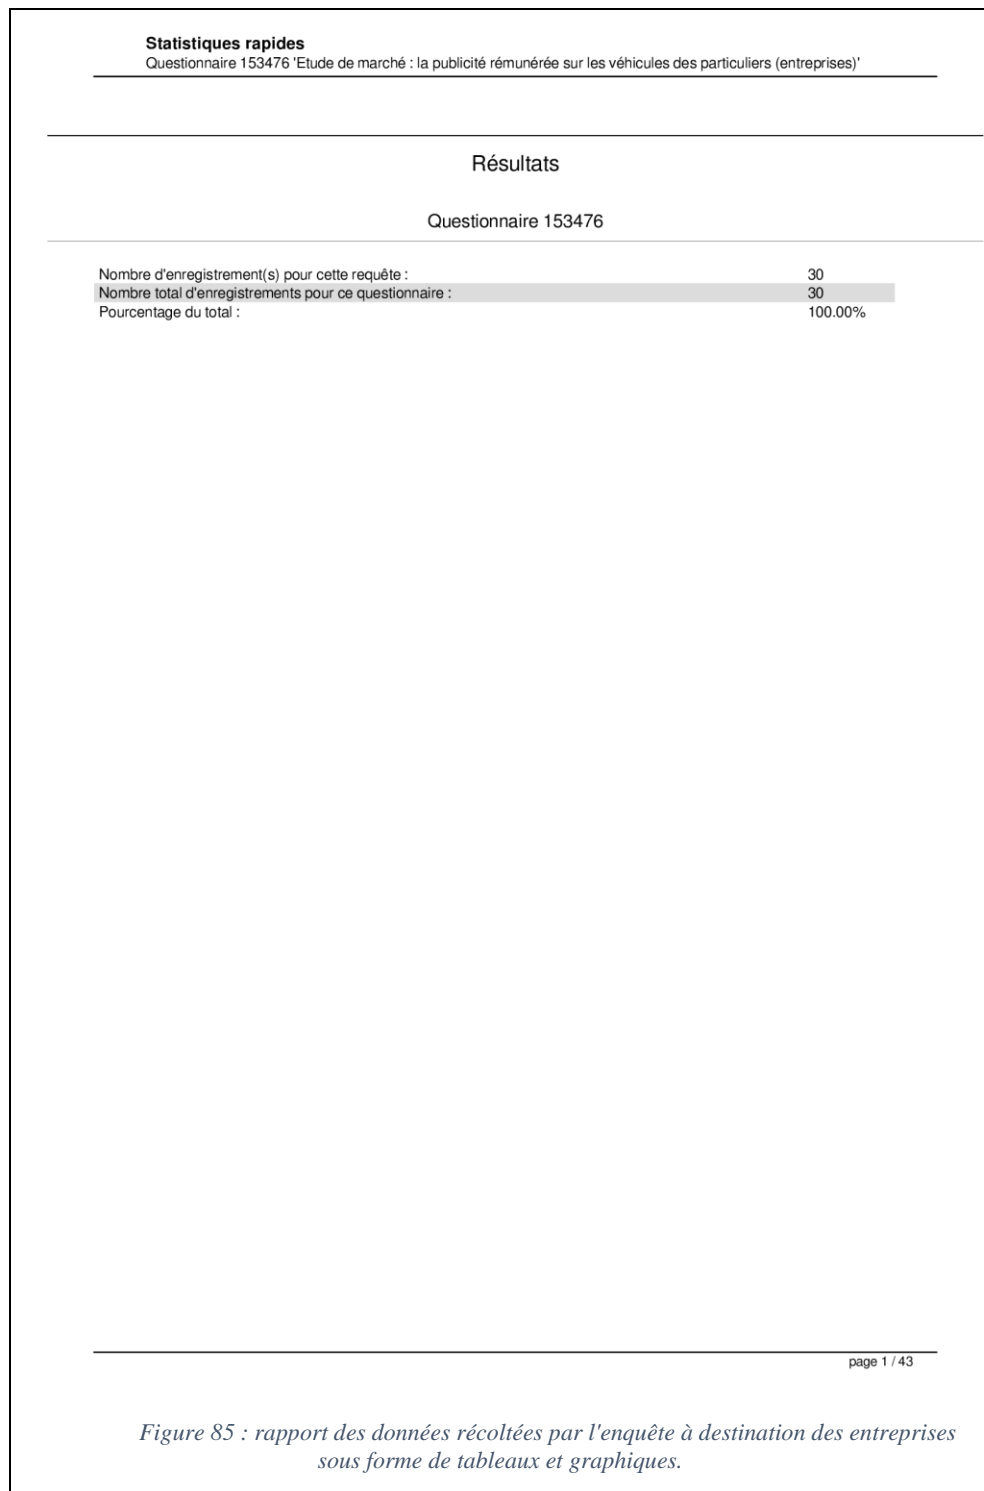 Statistiques rapides
Questionnaire 153476 'Etude de marché : la publicité rémunérée sur les véhicules des particuliers (entreprises)'
Résultats
Questionnaire 153476
Nombre d'enregistrement(s) pour cette requête : 30
Nombre total d'enregistrements pour ce questionnaire : 30
Pourcentage du total : 100.00%
page 1 / 43
Figure 85 : rapport des données récoltées par l'enquête à destination des entreprises
sous forme de tableaux et graphiques.